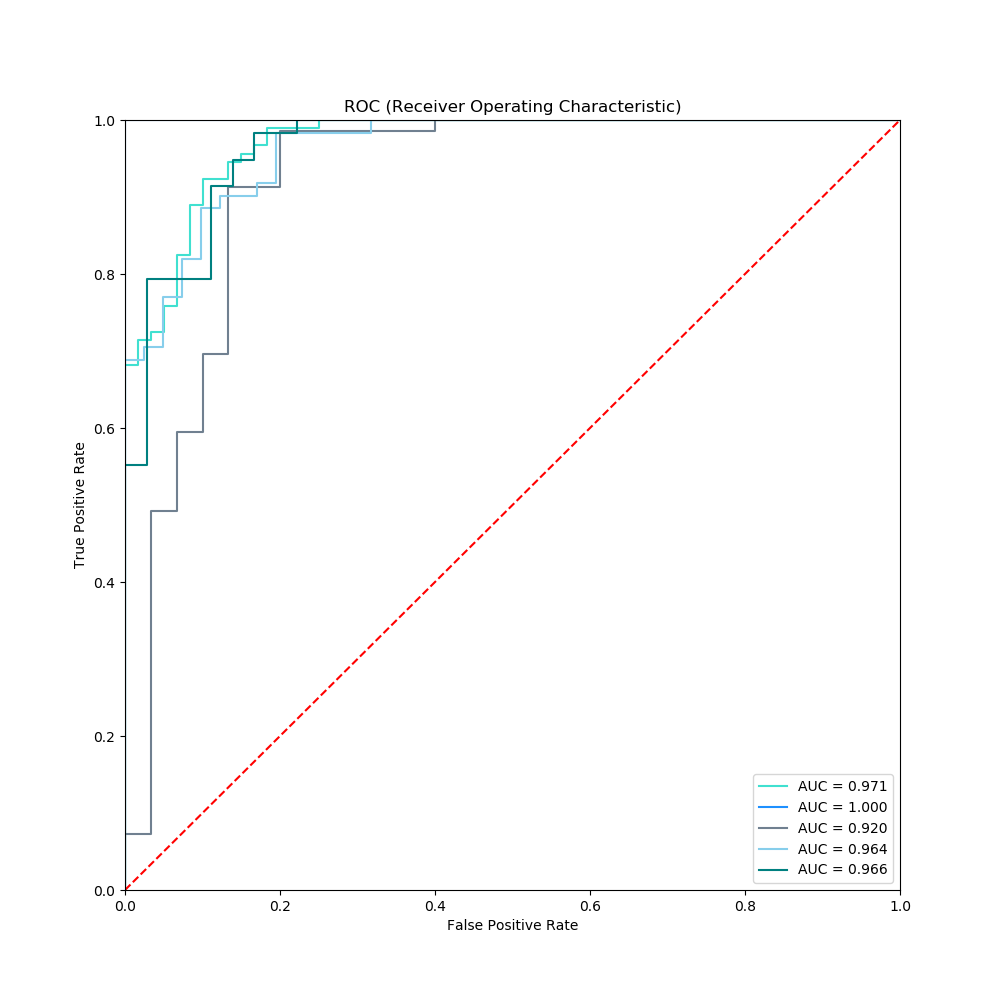 ROC (Receiver Operating Characteristic)
1.0
0.8
0.6
0.4
0.2
0.0
True Positive Rate
0.0 0.2 0.4 0.6 0.8 1.0
False Positive Rate
AUC = 0.971
AUC = 1.000
AUC = 0.920
AUC = 0.964
AUC = 0.966